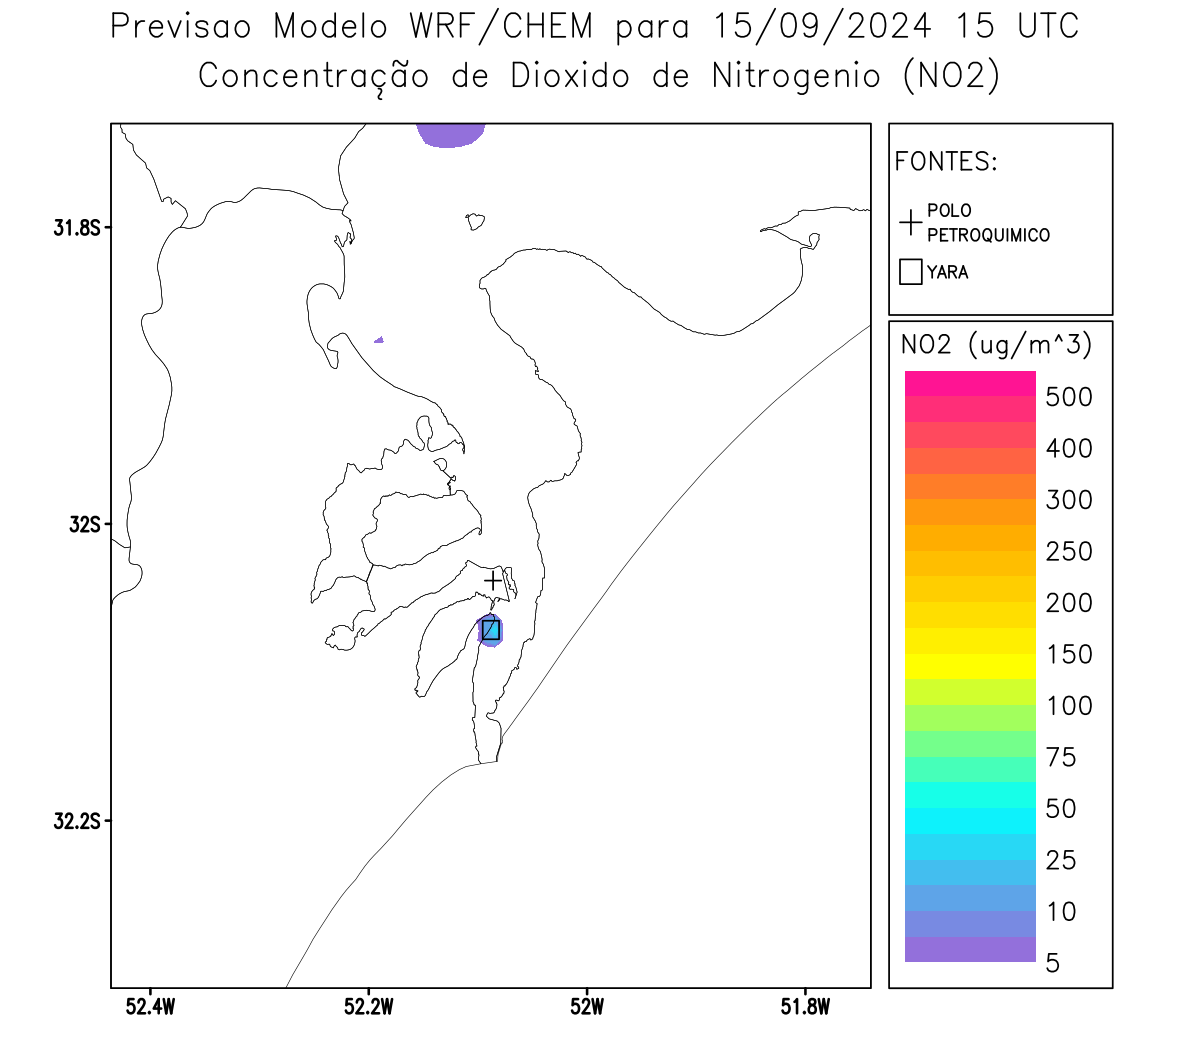 Previsao Modelo WRF/CHEM para 15/09/2024 15 UTC
Concentração de Dioxido de Nitrogenio (NO2)
FONTES:
POLO
PETROQUIMICO
YARA
NO2 (ug/m^3)
500
400
300
250
200
150
100
75
50
25
10
5
31.8S
32S
32.2S
52.4W
52.2W
52W
51.8W